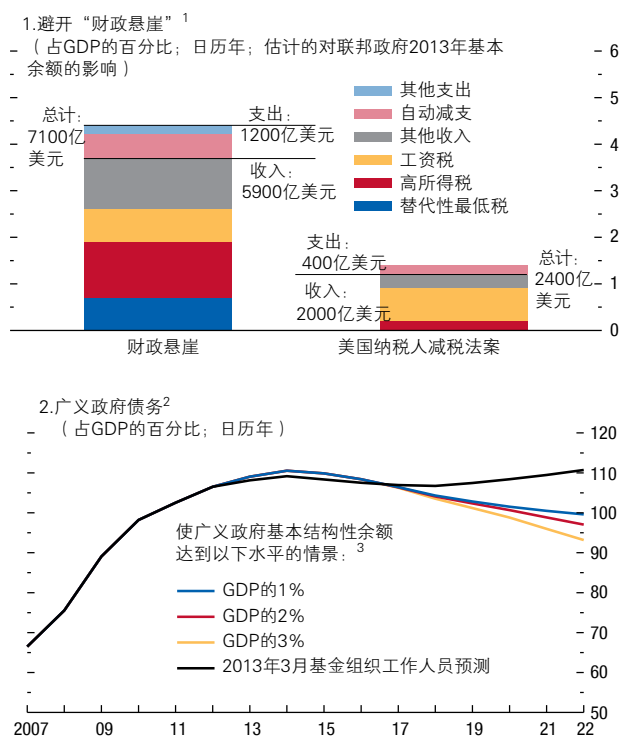 1.避开“财政悬崖”1
（占GDP的百分比；日历年；估计的对联邦政府2013年基本
余额的影响）
6
5
4
3
2
1
0
其他支出
自动减支
其他收入
工资税
高所得税
替代性最低税
总计：
7100亿
美元
支出：
1200亿美元
收入：
5900亿美元
支出：
400亿美元
收入：
2000亿美元
总计：
2400亿
美元
财政悬崖
美国纳税人减税法案
2.广义政府债务2
（占GDP的百分比；日历年）
120
110
100
90
80
70
60
50
使广义政府基本结构性余额
达到以下水平的情景：3
GDP的1%
GDP的2%
GDP的3%
2013年3月基金组织工作人员预测
2007 09 11 13 15 17 19 21 22